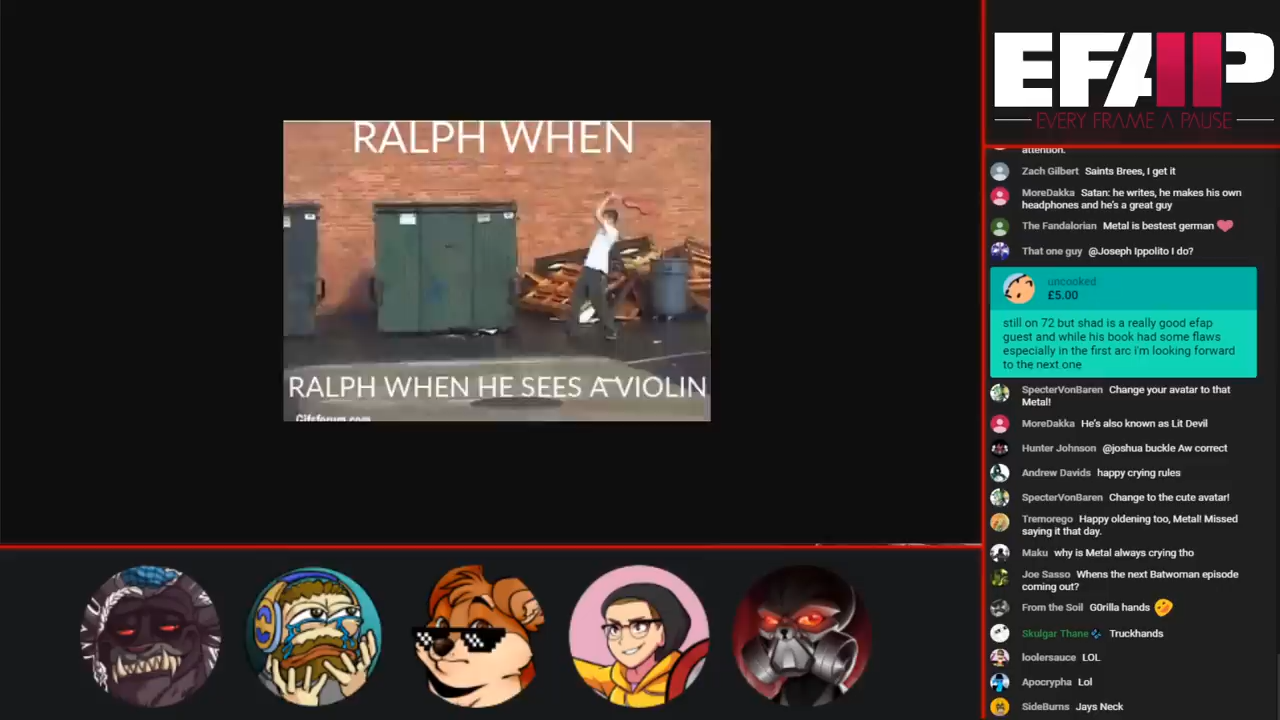 RALPH WHEN
RALPH WHEN HE SEES A VIOLIN
Gifsforum.com
EFAP
EVERY FRAME A PAUSE
attention.
Zach Gilbert Saints Brees, I get it
MoreDakka Satan: he writes, he makes his own
headphones and he's a great guy
The Fandalorian Metal is bestest german
That one guy @Joseph Ippolito I do?
uncooked
£5.00
still on 72 but shad is a really good efap
guest and while his book had some flaws
especially in the first arc i'm looking forward
to the next one
SpecterVonBaren Change your avatar to that
Metal!
MoreDakka He's also known as Lit Devil
Hunter Johnson @joshua buckle Aw correct
Andrew Davids happy crying rules
SpecterVonBaren Change to the cute avatar!
Tremorego Happy oldening too, Metal! Missed
saying it that day.
Maku why is Metal always crying tho
Joe Sasso Whens the next Batwoman episode
coming out?
From the Soil G0rilla hands
Skulgar Thane Truckhands
loolersauce LOL
Apocrypha Lol
SideBurns Jays Neck